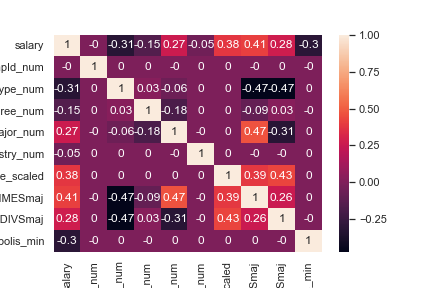 salary 1 -0 -0.31 -0.15 0.27 -0.05 0.38 0.41 0.28 -0.3
npId_num -0 1 0 0 -0 -0 0 0 -0 -0
ype_num -0.31 0 1 0.03 -0.06 0 0 -0.47 -0.47 0
ree_num -0.15 0 0.03 1 -0.18 0 0 -0.09 0.03 -0
ajor_num 0.27 -0 -0.06 -0.18 1 -0 0 0.47 -0.31 0
stry_num -0.05 -0 0 0 -0 1 0 -0 -0 0
e_scaled 0.38 0 0 0 0 0 1 0.39 0.43 0
IMESmaj 0.41 0 -0.47 -0.09 0.47 -0 0.39 1 0.26 -0
DIVSmaj 0.28 -0 -0.47 0.03 -0.31 -0 0.43 0.26 1 -0
polis_min -0.3 -0 0 -0 0 0 0 -0 -0 1
salary _num _num _num _num _num caled Smaj Smaj _min
1.00
0.75
0.50
0.25
0.00
−0.25